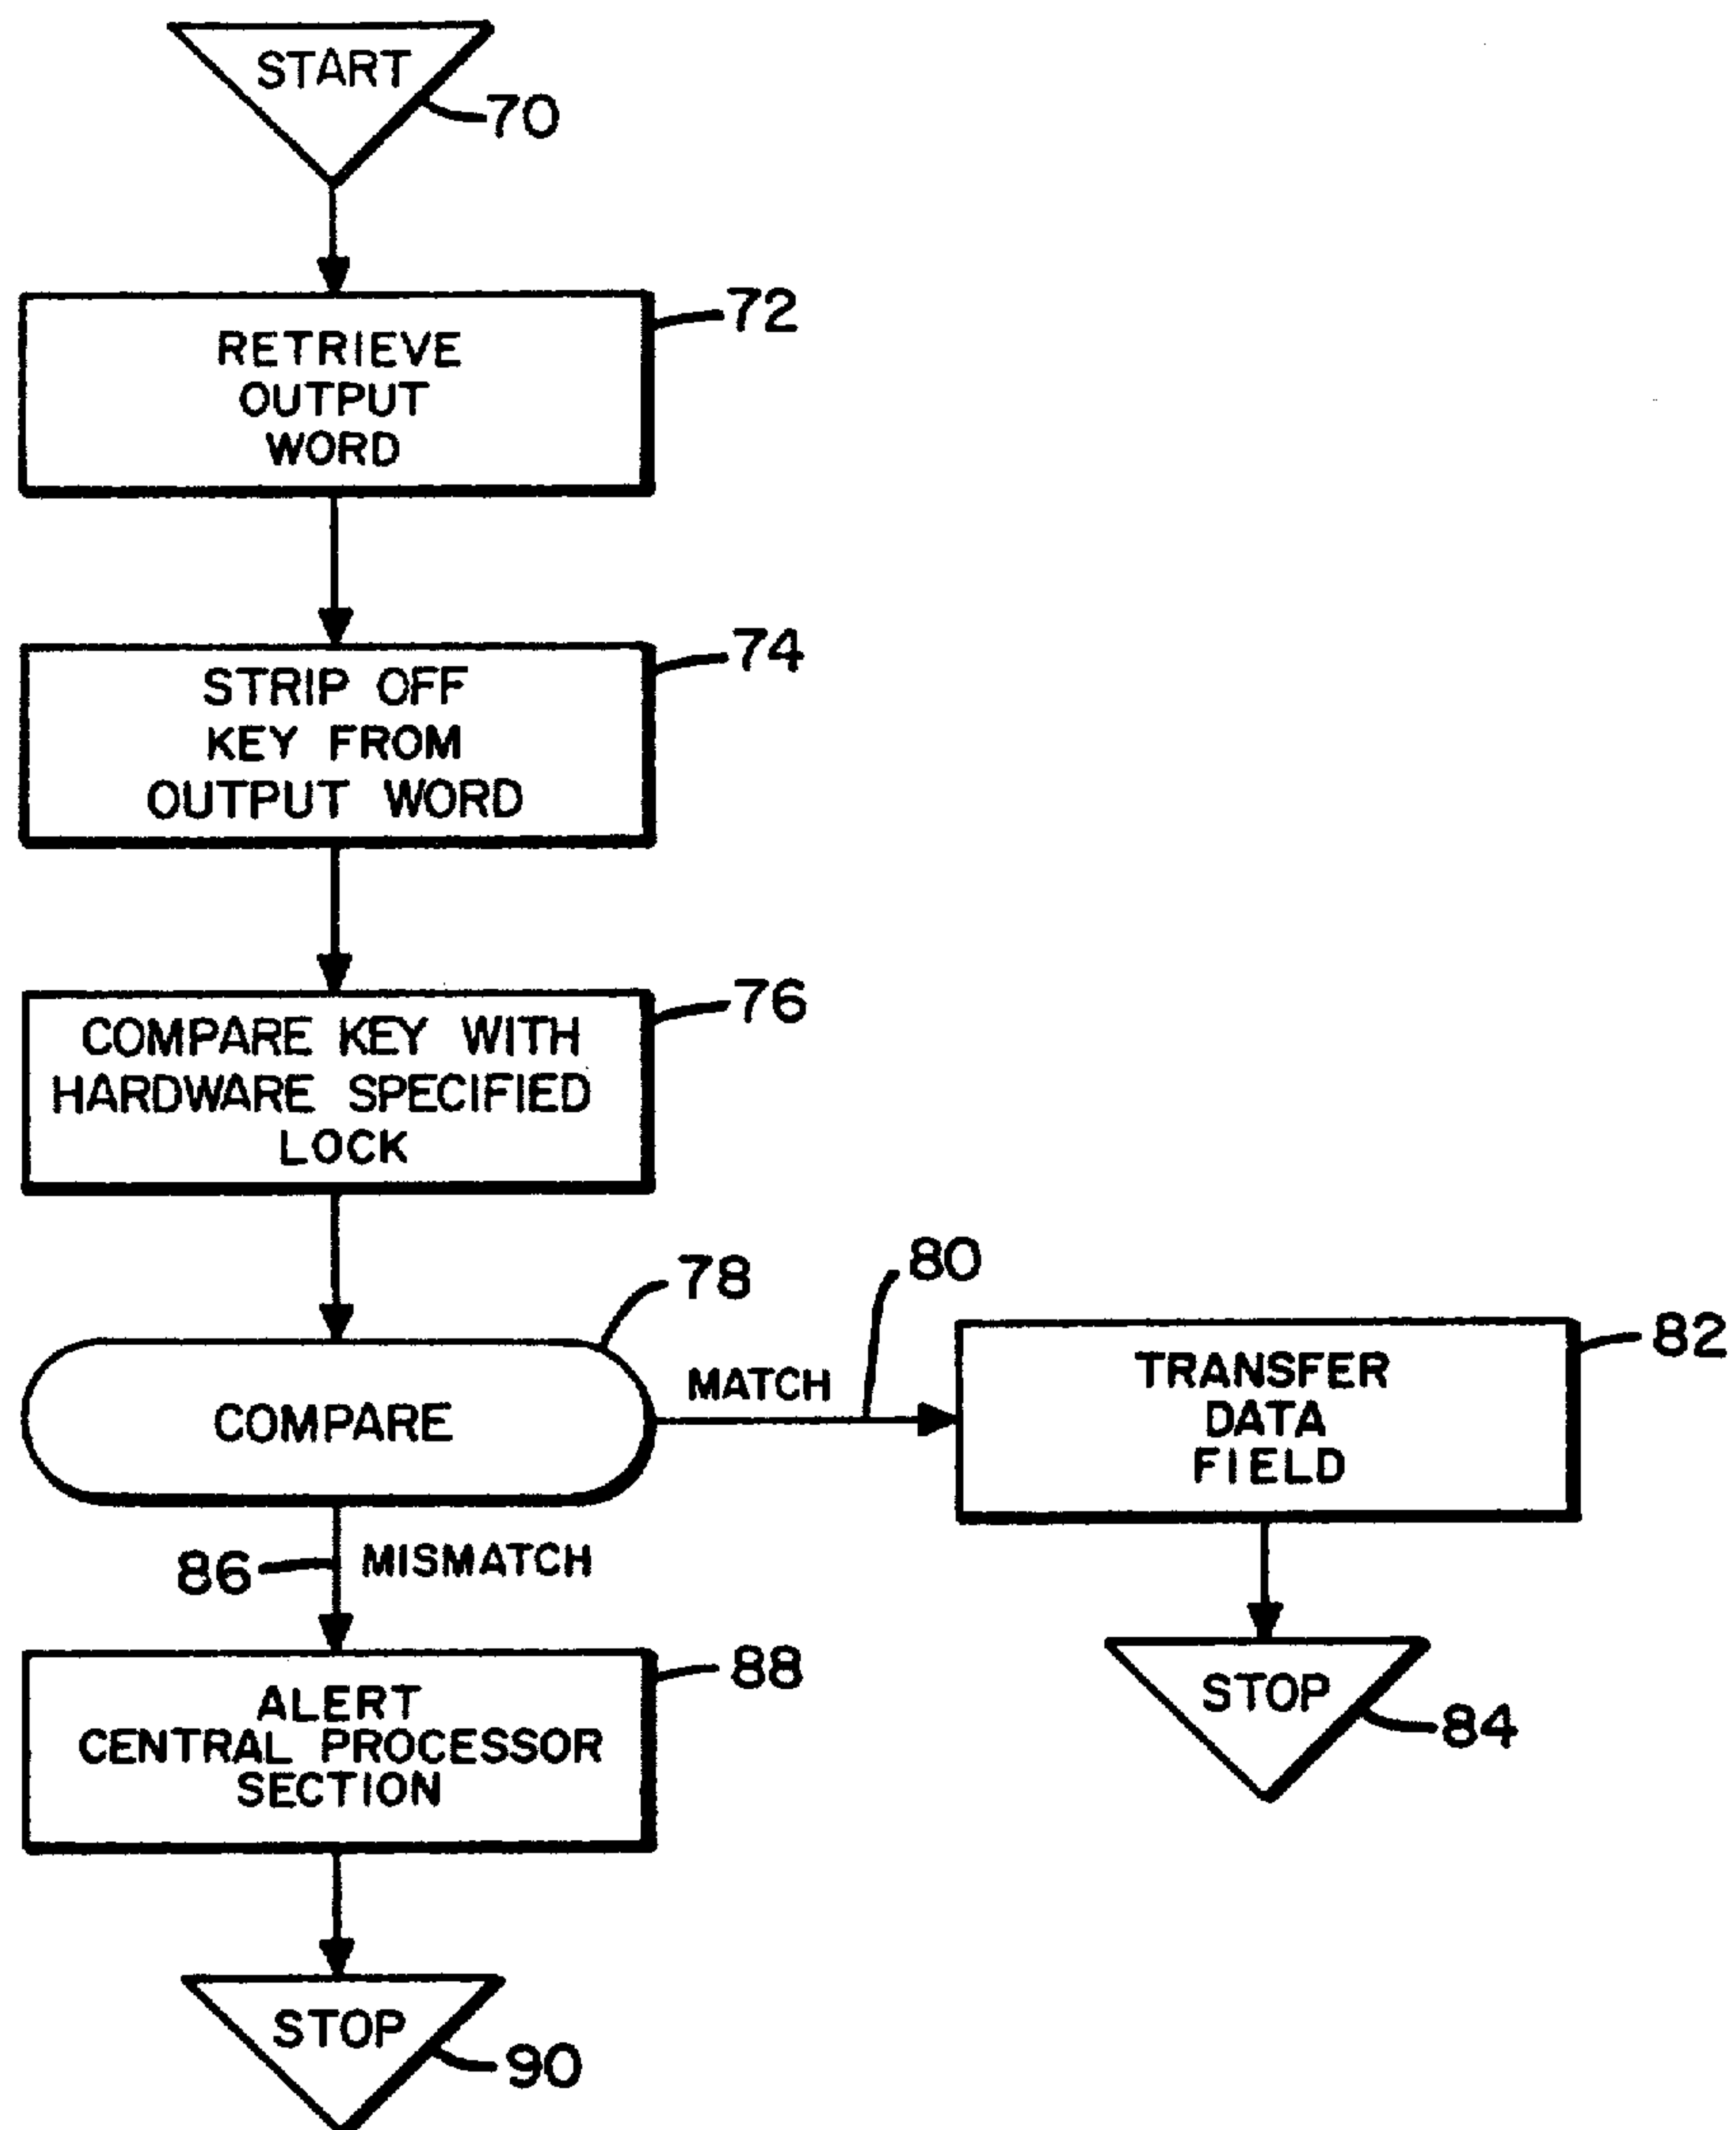 START
70
RETRIEVE
OUTPUT
WORD
72
STRIP OFF
KEY FROM
OUTPUT WORD
74
COMPARE KEY WITH
HARDWARE SPECIFIED
LOCK
76
COMPARE
78
MATCH
80
TRANSFER
DATA
FIELD
82
STOP
84
86
MISMATCH
ALERT
CENTRAL PROCESSOR
SECTION
88
STOP
90